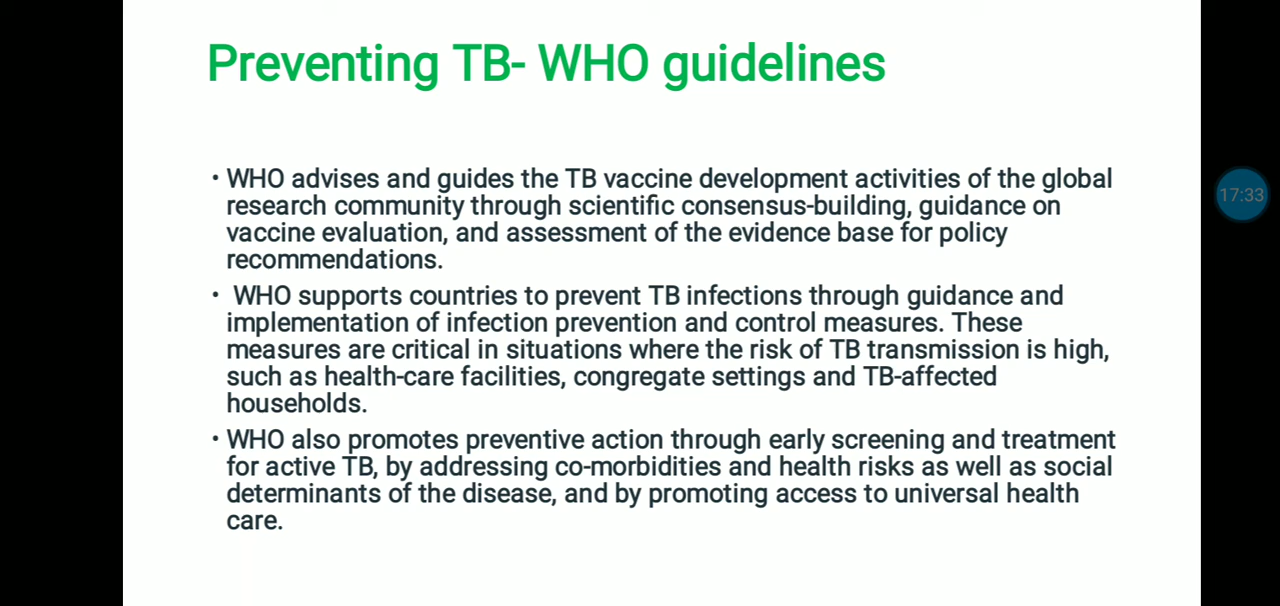 Preventing TB- WHO guidelines
• WHO advises and guides the TB vaccine development activities of the global
research community through scientific consensus-building, guidance on
vaccine evaluation, and assessment of the evidence base for policy
recommendations.
• WHO supports countries to prevent TB infections through guidance and
implementation of infection prevention and control measures. These
measures are critical in situations where the risk of TB transmission is high,
such as health-care facilities, congregate settings and TB-affected
households.
• WHO also promotes preventive action through early screening and treatment
for active TB, by addressing co-morbidities and health risks as well as social
determinants of the disease, and by promoting access to universal health
care.
17:33